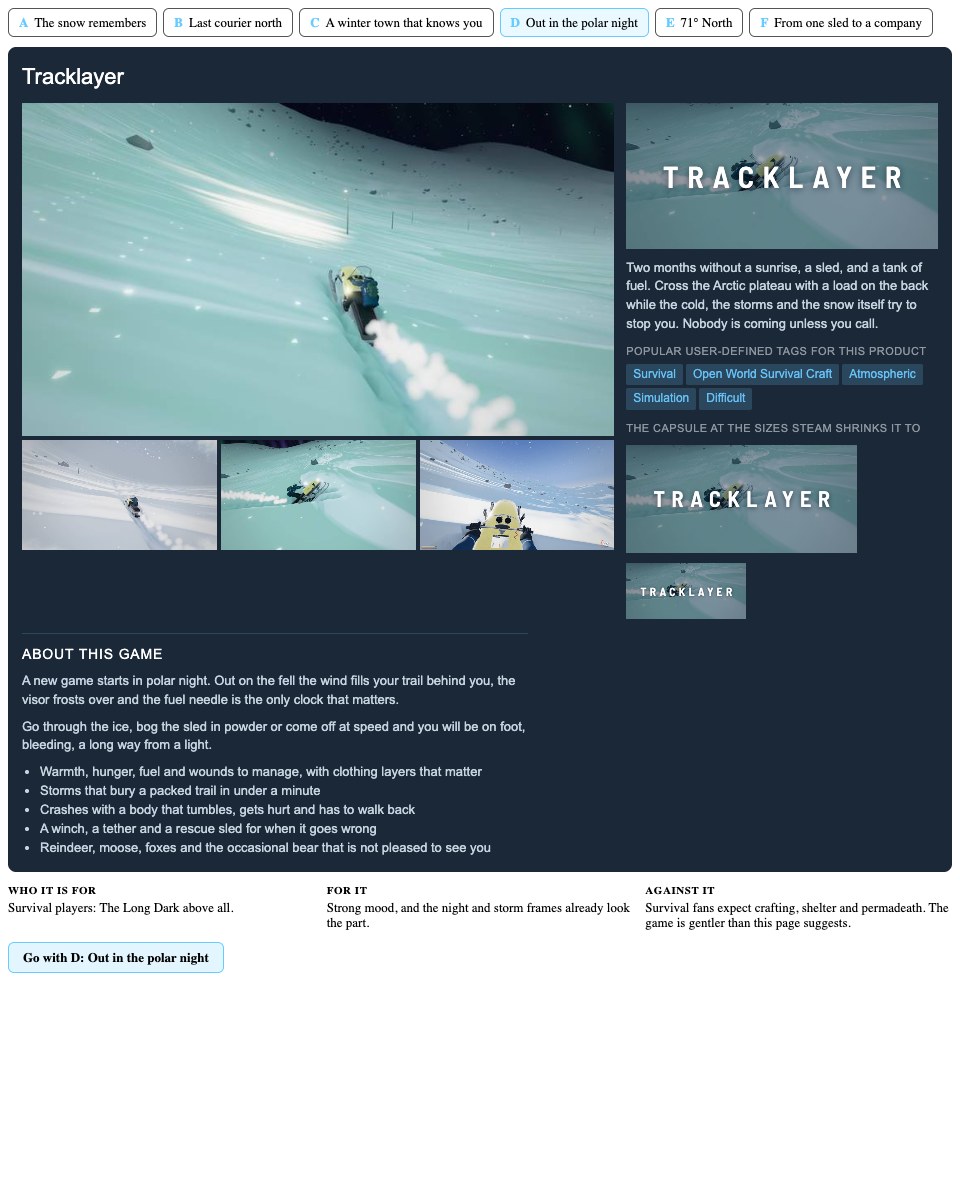 A The snow remembers
B Last courier north
C A winter town that knows you
D Out in the polar night
E 71° North
F From one sled to a company
Tracklayer
TRACKLAYER
Two months without a sunrise, a sled, and a tank of
fuel. Cross the Arctic plateau with a load on the back
while the cold, the storms and the snow itself try to
stop you. Nobody is coming unless you call.
POPULAR USER-DEFINED TAGS FOR THIS PRODUCT
Survival
Open World Survival Craft
Atmospheric
Simulation
Difficult
THE CAPSULE AT THE SIZES STEAM SHRINKS IT TO
TRACKLAYER
TRACKLAYER
ABOUT THIS GAME
A new game starts in polar night. Out on the fell the wind fills your trail behind you, the
visor frosts over and the fuel needle is the only clock that matters.
Go through the ice, bog the sled in powder or come off at speed and you will be on foot,
bleeding, a long way from a light.
• Warmth, hunger, fuel and wounds to manage, with clothing layers that matter
• Storms that bury a packed trail in under a minute
• Crashes with a body that tumbles, gets hurt and has to walk back
• A winch, a tether and a rescue sled for when it goes wrong
• Reindeer, moose, foxes and the occasional bear that is not pleased to see you
WHO IT IS FOR
Survival players: The Long Dark above all.
FOR IT
Strong mood, and the night and storm frames already look
the part.
AGAINST IT
Survival fans expect crafting, shelter and permadeath. The
game is gentler than this page suggests.
Go with D: Out in the polar night